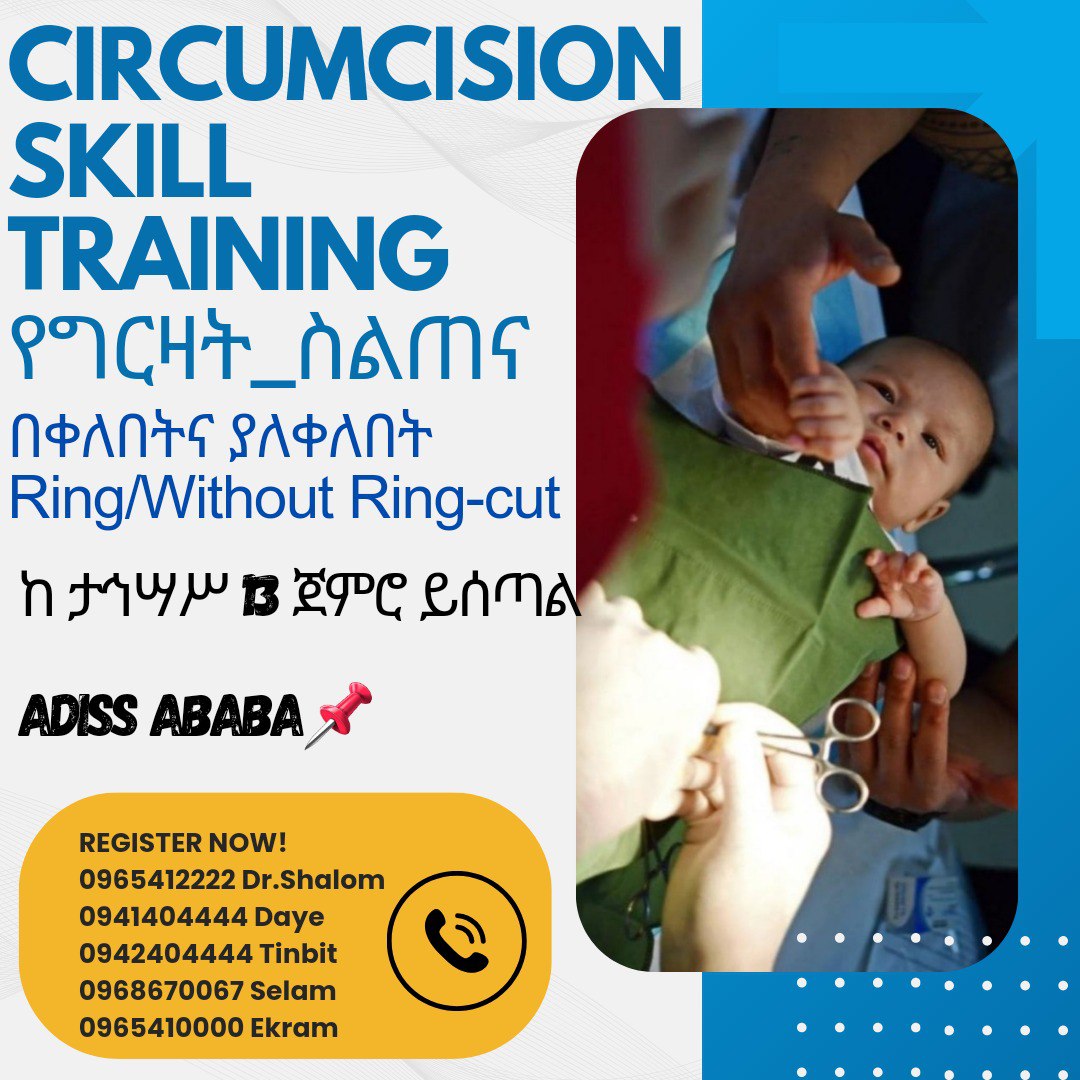 CIRCUMCISION
SKILL
TRAINING
የግርዛት_ስልጠና
በቀለበትና ያለቀለበት
Ring/Without Ring-cut
ከ ታኅሣሥ 13 ጀምሮ ይሰጣል
ADISS ABABA
REGISTER NOW!
0965412222 Dr.Shalom
0941404444 Daye
0942404444 Tinbit
0968670067 Selam
0965410000 Ekram